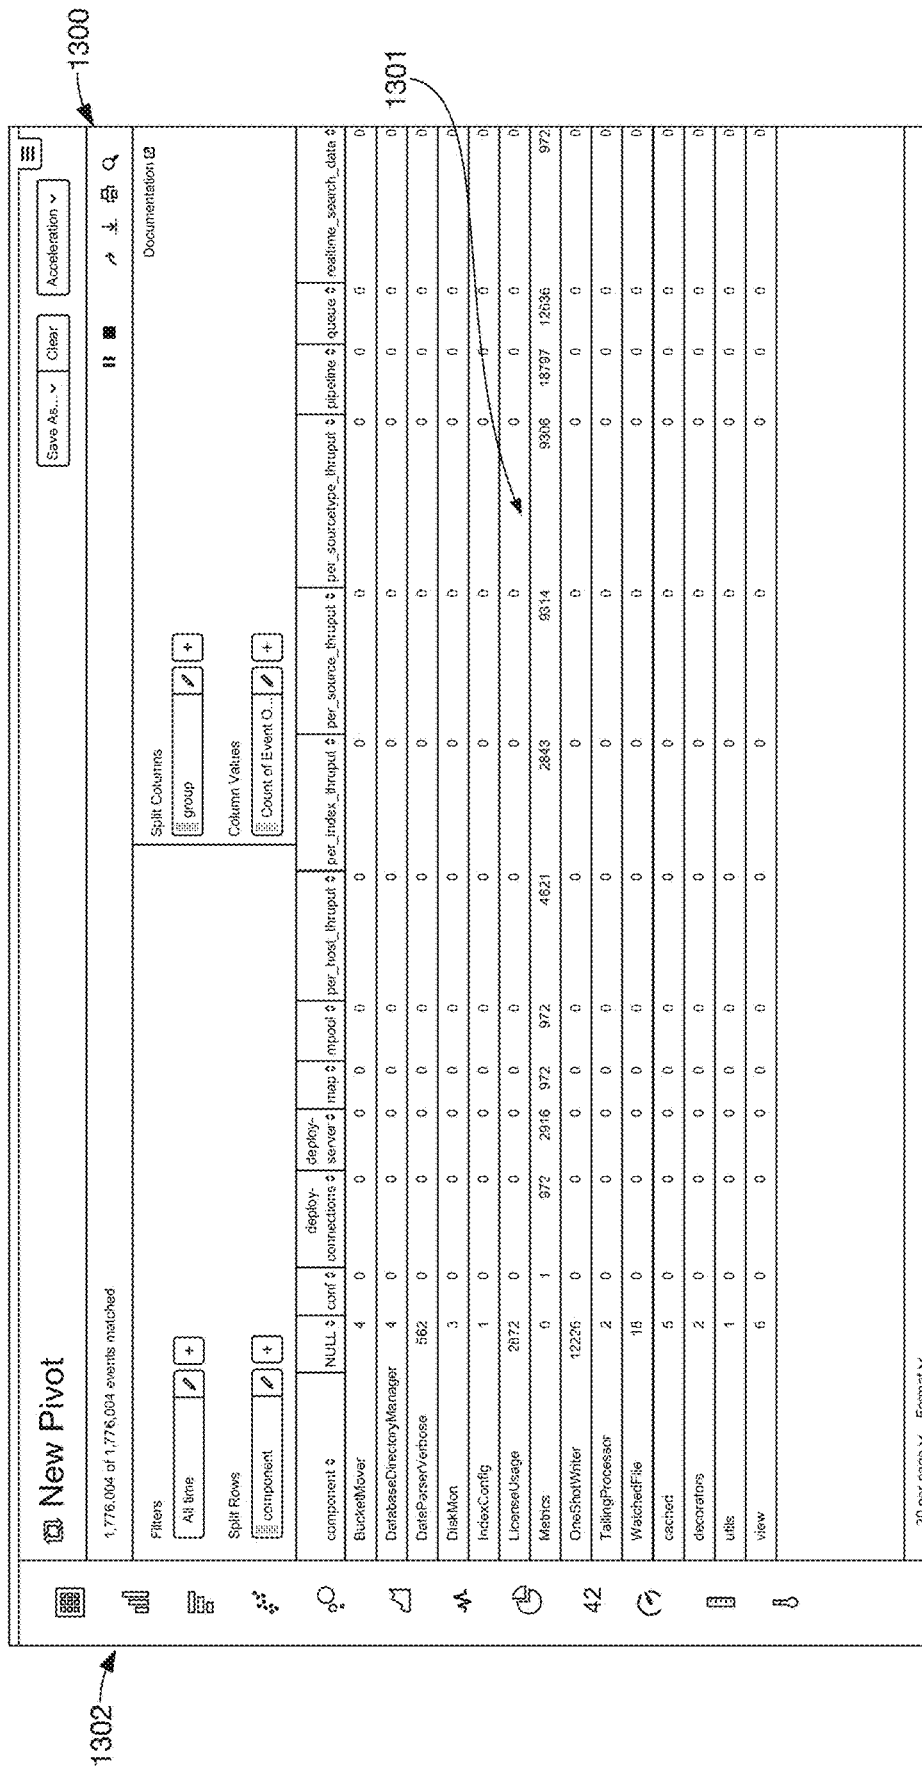 1300
1301
1302
New Pivot
Save As... Clear Acceleration
1,776,004 of 1,776,004 events matched
Documentation
Filters
All time +
Split Columns
group +
Split Rows
component +
Column Values
Count of Event O... +
component NULL conf deploy-connections deploy-server map mpool per_host_thruput per_index_thruput per_source_thruput per_sourcetype_thruput pipeline queue realtime_search_data
BucketMover 4 0 0 0 0 0 0 0 0 0 0 0 0
DatabaseDirectoryManager 4 0 0 0 0 0 0 0 0 0 0 0 0
DateParserVerbose 562 0 0 0 0 0 0 0 0 0 0 0 0
DiskMon 3 0 0 0 0 0 0 0 0 0 0 0 0
IndexConfig 1 0 0 0 0 0 0 0 0 0 0 0 0
LicenseUsage 2872 0 0 0 0 0 0 0 0 0 0 0 0
Metrics 0 1 972 2916 972 972 4621 2843 9314 9306 18797 12636 972
OneShotWriter 12226 0 0 0 0 0 0 0 0 0 0 0 0
TailingProcessor 2 0 0 0 0 0 0 0 0 0 0 0 0
WatchedFile 18 0 0 0 0 0 0 0 0 0 0 0 0
cached 5 0 0 0 0 0 0 0 0 0 0 0 0
decorators 2 0 0 0 0 0 0 0 0 0 0 0 0
utils 1 0 0 0 0 0 0 0 0 0 0 0 0
view 6 0 0 0 0 0 0 0 0 0 0 0 0
42